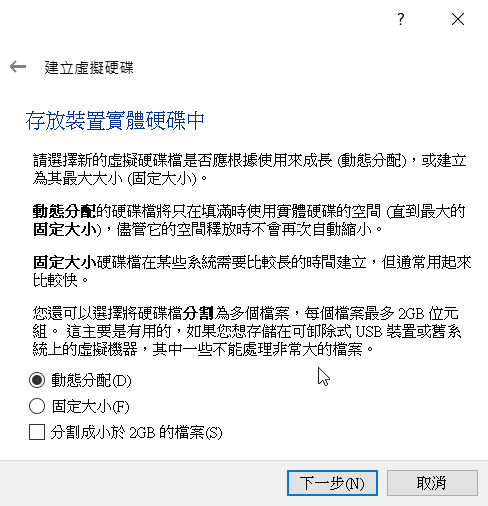 ?
建立虛擬硬碟
存放裝置實體硬碟中
請選擇新的虛擬硬碟檔是否應根據使用來成長 (動態分配)，或建立
為其最大大小 (固定大小)。
動態分配的硬碟檔將只在填滿時使用實體硬碟的空間 (直到最大的
固定大小)，儘管它的空間釋放時不會再次自動縮小。
固定大小硬碟檔在某些系統需要比較長的時間建立，但通常用起來
比較快。
您還可以選擇將硬碟檔分割為多個檔案，每個檔案最多 2GB 位元
組。 這主要是有用的，如果您想存儲在可卸除式 USB 裝置或舊系
統上的虛擬機器，其中一些不能處理非常大的檔案。
動態分配(D)
固定大小(F)
分割成小於 2GB 的檔案(S)
下一步(N)
取消